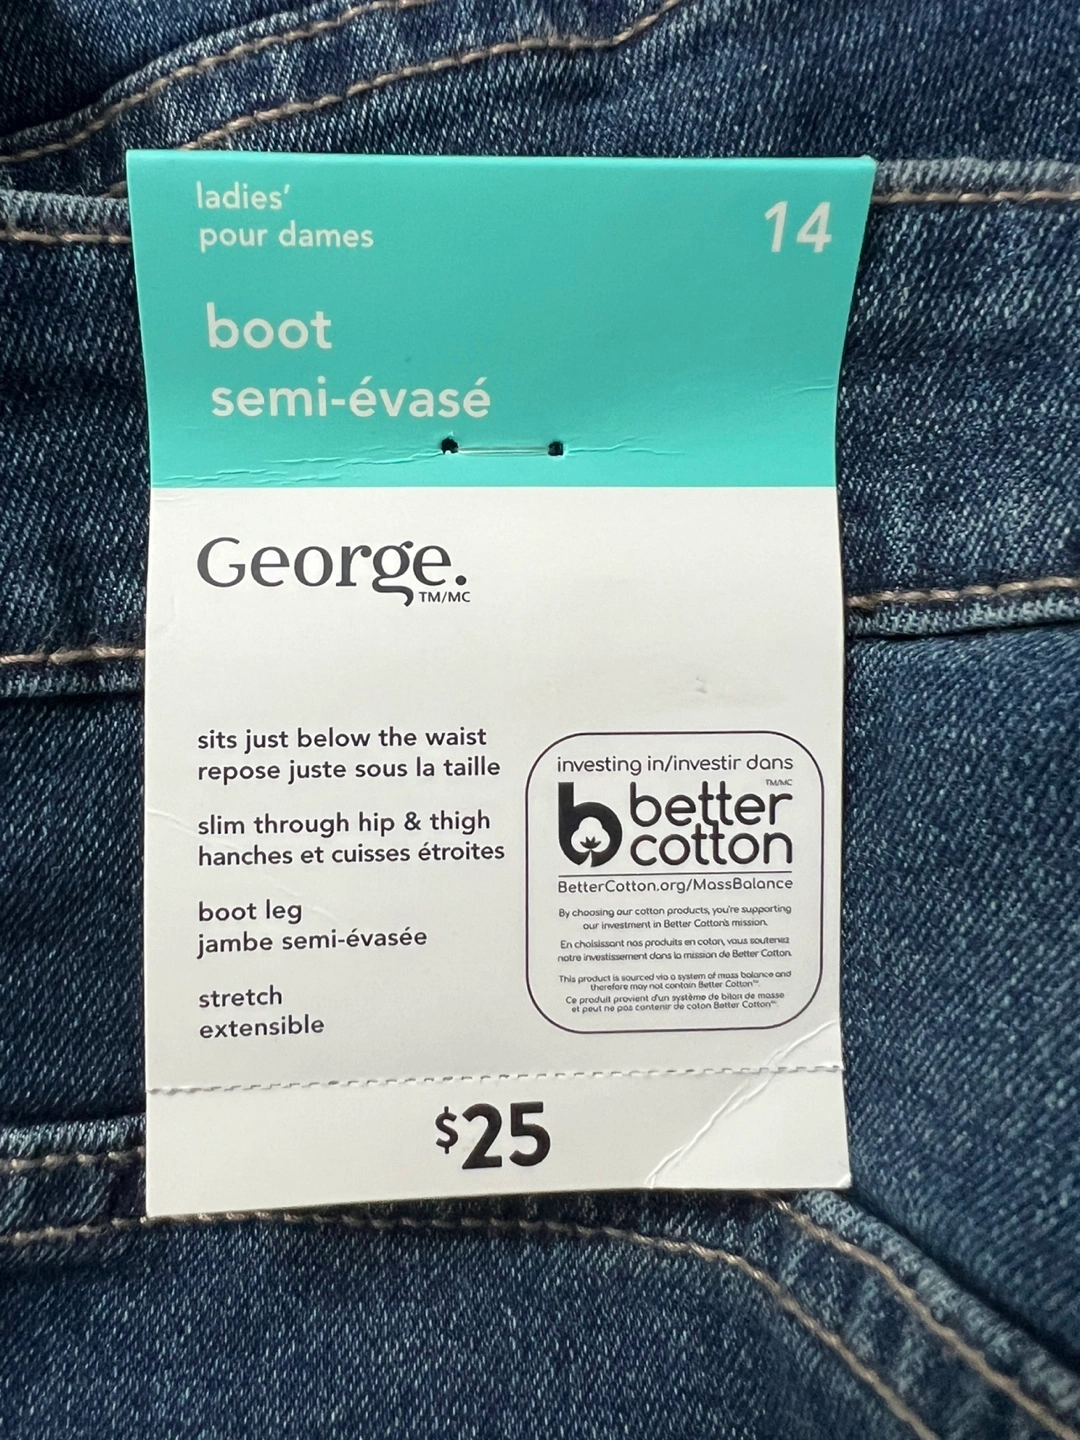 ladies'
pour dames
14
boot
semi-évasé
George.
TM/MC
sits just below the waist
repose juste sous la taille
slim through hip & thigh
hanches et cuisses étroites
boot leg
jambe semi-évasée
stretch
extensible
investing in/investir dans
TM/MC
better
cotton
BetterCotton.org/MassBalance
By choosing our cotton products, you're supporting
our investment in Better Cotton's mission.
En choisissant nos produits en coton, vous soutenez
notre investissement dans la mission de Better Cotton.
This product is sourced via a system of mass balance and
therefore may not contain Better Cotton™.
Ce produit provient d'un système de bilan de masse
et peut ne pas contenir de coton Better Cotton™.
$25